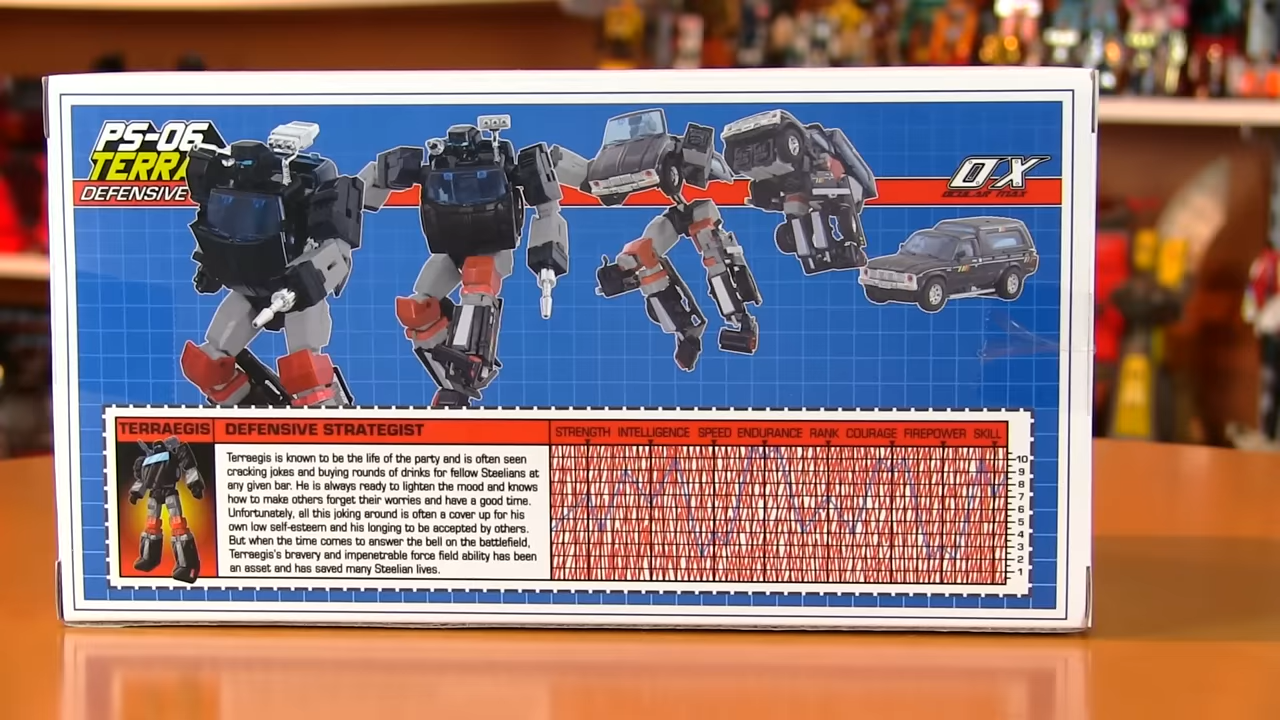 PS-06
TERRA
DEFENSIVE
OX
TERRAEGIS
DEFENSIVE STRATEGIST
Terraegis is known to be the life of the party and is often seen
cracking jokes and buying rounds of drinks for fellow Steelians at
any given bar. He is always ready to lighten the mood and knows
how to make others forget their worries and have a good time.
Unfortunately, all this joking around is often a cover up for his
own low self-esteem and his longing to be accepted by others.
But when the time comes to answer the bell on the battlefield,
Terraegis's bravery and impenetrable force field ability has been
an asset and has saved many Steelian lives.
STRENGTH INTELLIGENCE SPEED ENDURANCE RANK COURAGE FIREPOWER SKILL
10
9
8
7
6
5
4
3
2
1